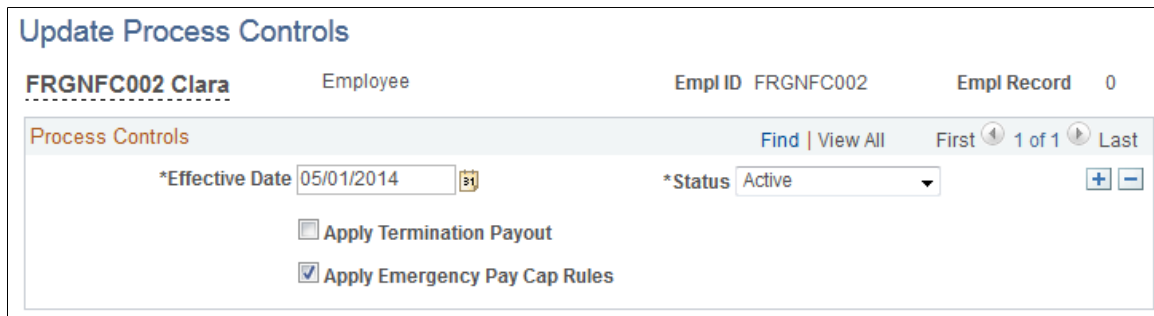 Update Process Controls
FRGNFC002 Clara Employee Empl ID FRGNFC002 Empl Record 0
Process Controls Find | View All First 1 of 1 Last
*Effective Date 05/01/2014 31 *Status Active
Apply Termination Payout
Apply Emergency Pay Cap Rules